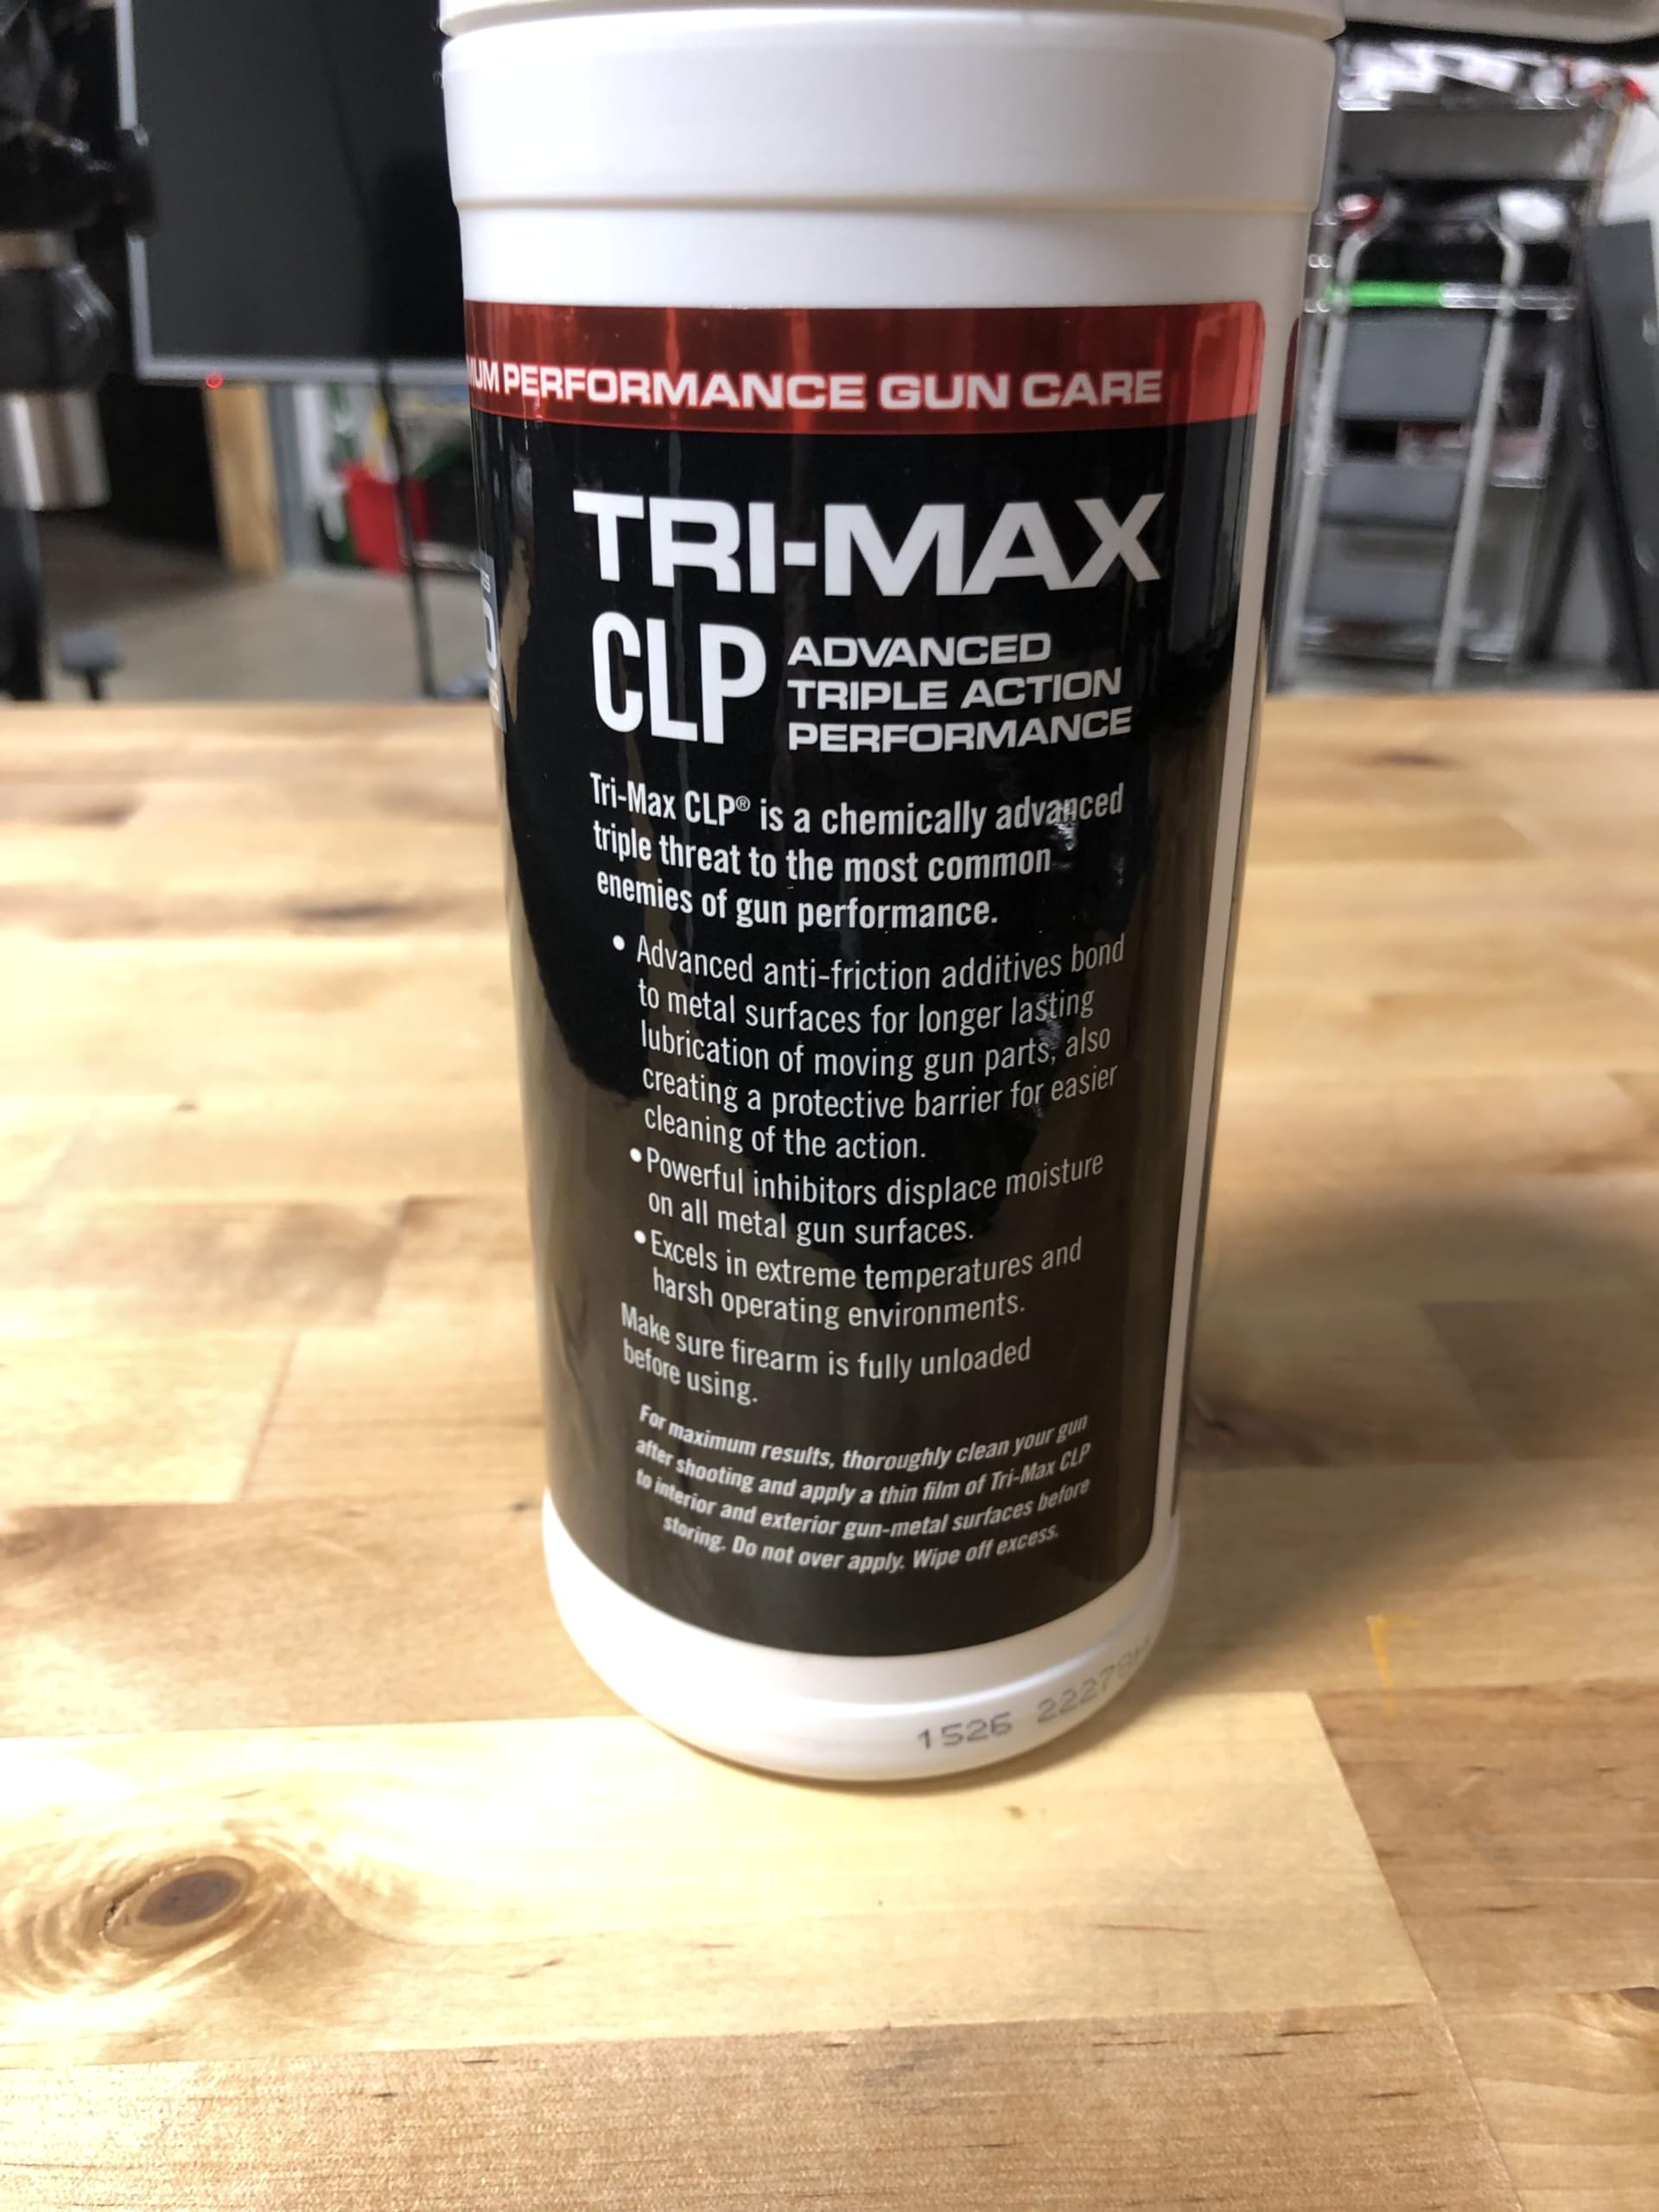 PERFORMANCE GUN CARE
TRI-MAX
CLP
ADVANCED
TRIPLE ACTION
PERFORMANCE
Tri-Max CLP® is a chemically advanced
triple threat to the most common
enemies of gun performance.
• Advanced anti-friction additives bond
to metal surfaces for longer lasting
lubrication of moving gun parts, also
creating a protective barrier for easier
cleaning of the action.
• Powerful inhibitors displace moisture
on all metal gun surfaces.
• Excels in extreme temperatures and
harsh operating environments.
Make sure firearm is fully unloaded
before using.
For maximum results, thoroughly clean your gun
after shooting and apply a thin film of Tri-Max CLP
to interior and exterior gun-metal surfaces before
storing. Do not over apply. Wipe off excess.
1526